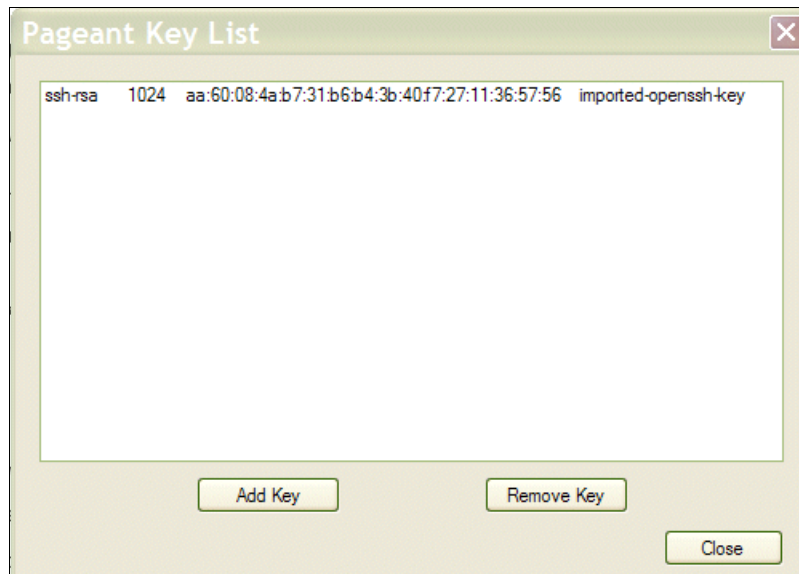 Pageant Key List
ssh-rsa 1024 aa:60:08:4a:b7:31:b6:b4:3b:40:f7:27:11:36:57:56 imported-openssh-key
Add Key Remove Key
Close